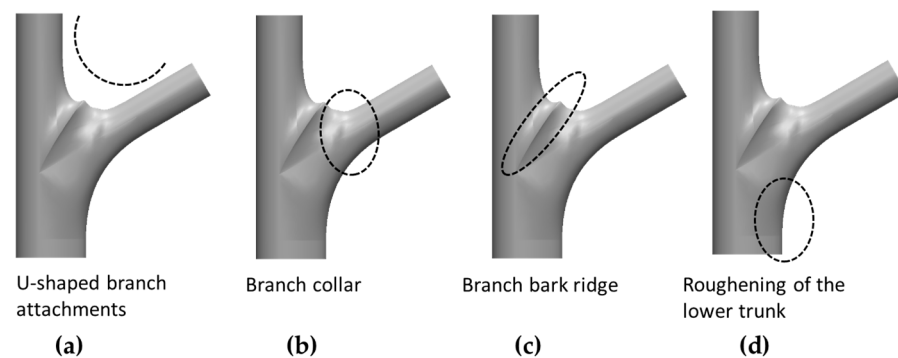 U-shaped branch
attachments
Branch collar
Branch bark ridge
Roughening of the
lower trunk
(a)
(b)
(c)
(d)